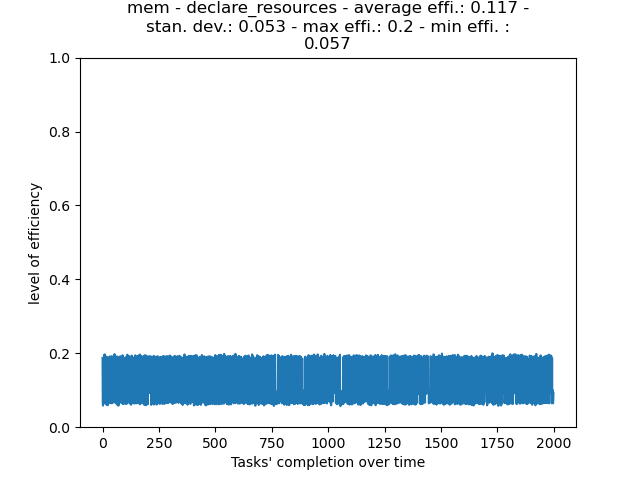 mem - declare_resources - average effi.: 0.117 -
stan. dev.: 0.053 - max effi.: 0.2 - min effi. :
0.057
1.0
0.8
0.6
0.4
0.2
0.0
level of efficiency
0 250 500 750 1000 1250 1500 1750 2000
Tasks' completion over time